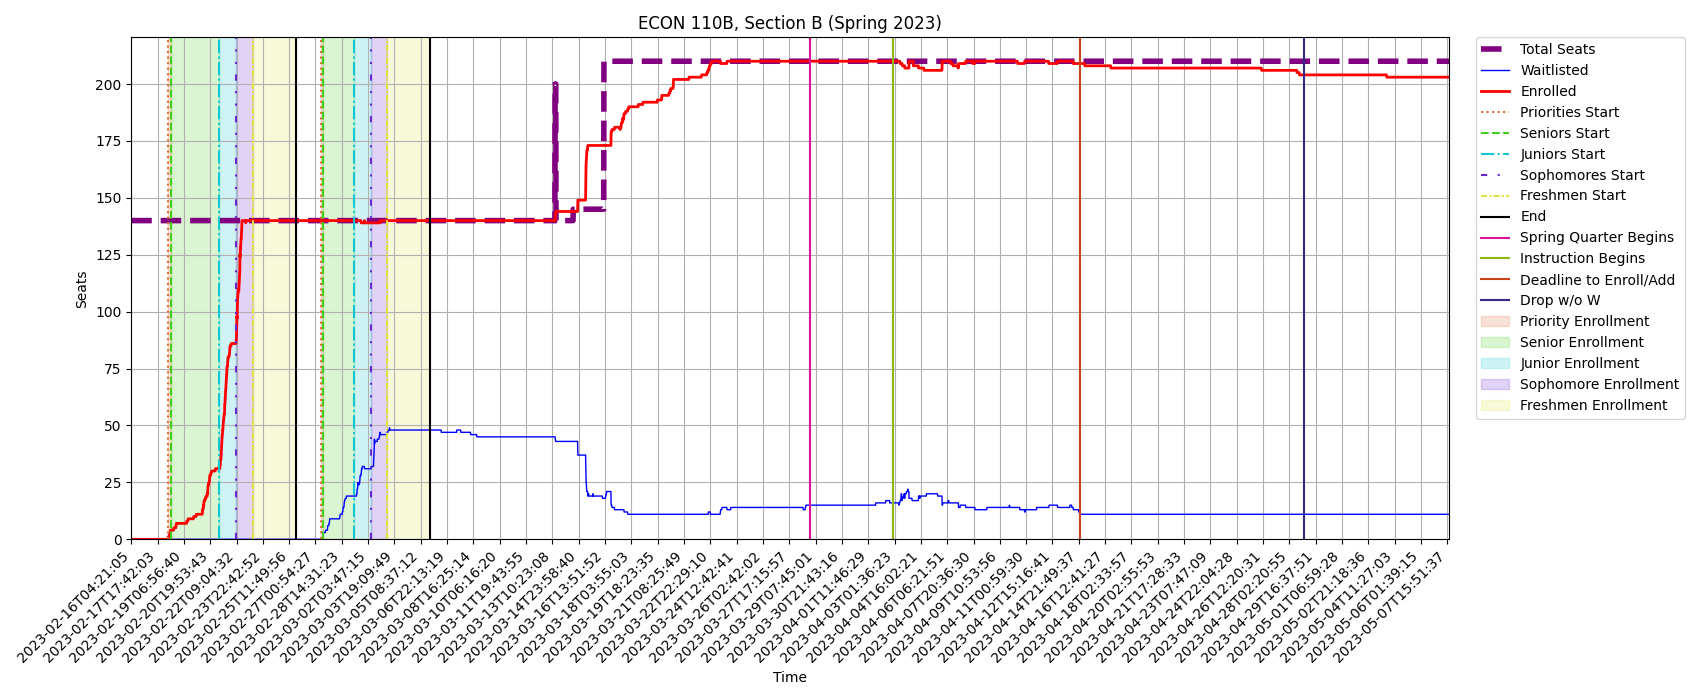 ECON 110B, Section B (Spring 2023)
Seats
200
175
150
125
100
75
50
25
0
2023-02-16T04:21:05
2023-02-17T17:42:03
2023-02-19T06:56:40
2023-02-20T19:53:43
2023-02-22T09:04:32
2023-02-23T22:42:52
2023-02-25T11:49:56
2023-02-27T00:54:27
2023-02-28T14:31:23
2023-03-02T03:47:15
2023-03-03T19:09:49
2023-03-05T08:37:12
2023-03-06T22:13:19
2023-03-08T16:25:14
2023-03-10T06:16:20
2023-03-11T19:43:55
2023-03-13T10:23:08
2023-03-14T23:58:40
2023-03-16T13:51:52
2023-03-18T03:55:03
2023-03-19T18:23:35
2023-03-21T08:25:49
2023-03-22T22:29:10
2023-03-24T12:42:41
2023-03-26T02:42:02
2023-03-27T17:15:57
2023-03-29T07:45:01
2023-03-30T21:43:16
2023-04-01T11:46:29
2023-04-03T01:36:23
2023-04-04T16:02:21
2023-04-06T06:21:51
2023-04-07T20:36:30
2023-04-09T10:53:56
2023-04-11T00:59:30
2023-04-12T15:16:41
2023-04-14T21:49:37
2023-04-16T12:41:27
2023-04-18T02:33:57
2023-04-20T02:55:53
2023-04-21T17:28:33
2023-04-23T07:47:09
2023-04-24T22:04:28
2023-04-26T12:20:31
2023-04-28T02:20:55
2023-04-29T16:37:51
2023-05-01T06:59:28
2023-05-02T21:18:36
2023-05-04T11:27:03
2023-05-06T01:39:15
2023-05-07T15:51:37
Time
Total Seats
Waitlisted
Enrolled
Priorities Start
Seniors Start
Juniors Start
Sophomores Start
Freshmen Start
End
Spring Quarter Begins
Instruction Begins
Deadline to Enroll/Add
Drop w/o W
Priority Enrollment
Senior Enrollment
Junior Enrollment
Sophomore Enrollment
Freshmen Enrollment